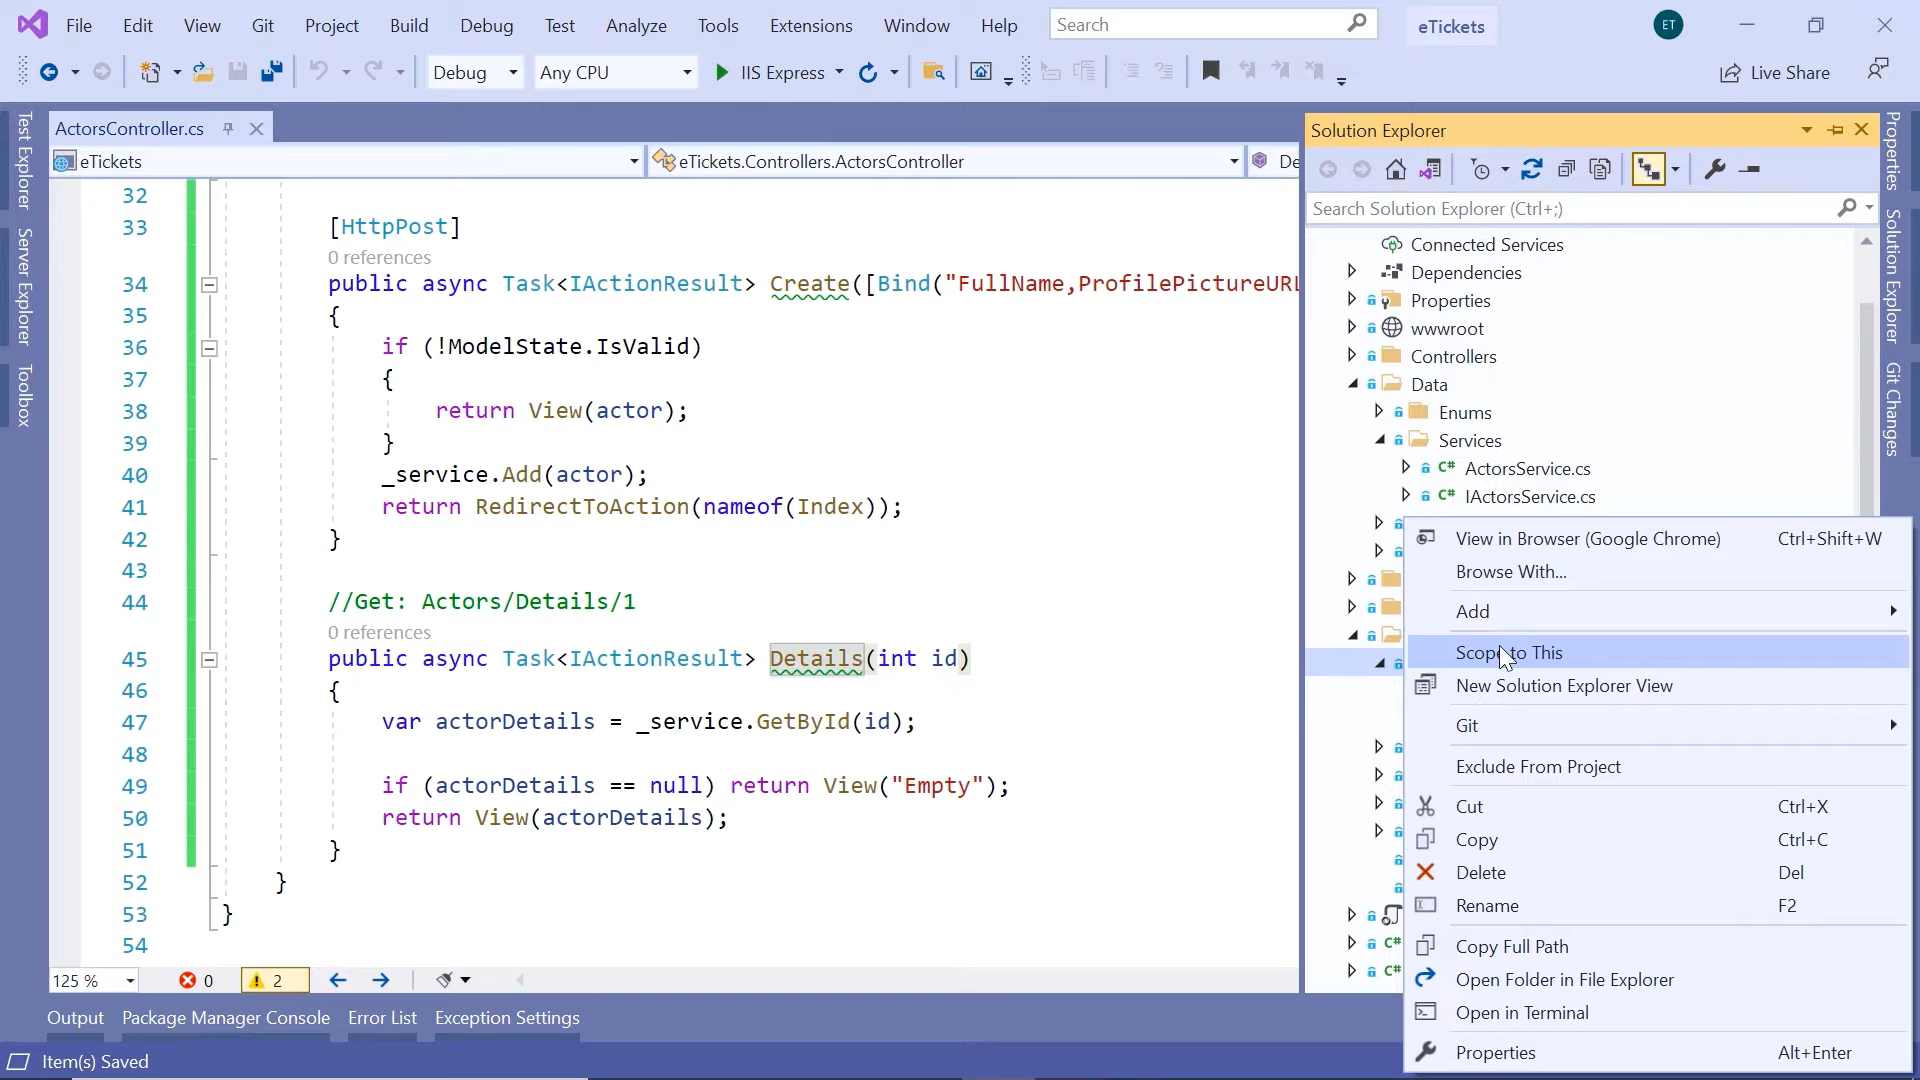 File Edit View Git Project Build Debug Test Analyze Tools Extensions Window Help Search eTickets ET
Debug Any CPU IIS Express Live Share
Test Explorer
Server Explorer
Toolbox
ActorsController.cs
eTickets eTickets.Controllers.ActorsController De
32
33 [HttpPost]
0 references
34 public async Task<IActionResult> Create([Bind("FullName,ProfilePictureURL
35 {
36 if (!ModelState.IsValid)
37 {
38 return View(actor);
39 }
40 _service.Add(actor);
41 return RedirectToAction(nameof(Index));
42 }
43
44 //Get: Actors/Details/1
0 references
45 public async Task<IActionResult> Details(int id)
46 {
47 var actorDetails = _service.GetById(id);
48
49 if (actorDetails == null) return View("Empty");
50 return View(actorDetails);
51 }
52 }
53 }
54
125 % 0 2
Output Package Manager Console Error List Exception Settings
Item(s) Saved
Solution Explorer
Search Solution Explorer (Ctrl+;)
Connected Services
Dependencies
Properties
wwwroot
Controllers
Data
Enums
Services
C# ActorsService.cs
C# IActorsService.cs
C#
C#
View in Browser (Google Chrome) Ctrl+Shift+W
Browse With...
Add
Scope to This
New Solution Explorer View
Git
Exclude From Project
Cut Ctrl+X
Copy Ctrl+C
Delete Del
Rename F2
Copy Full Path
Open Folder in File Explorer
Open in Terminal
Properties Alt+Enter
Properties
Solution Explorer
Git Changes